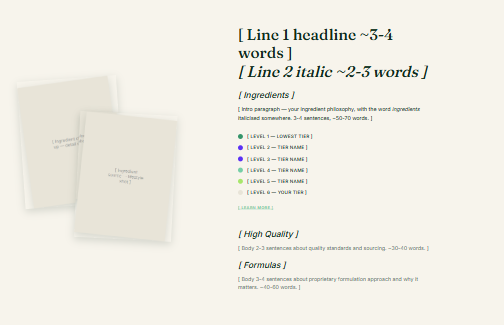 [ Line 1 headline ~3-4
words ]
[ Line 2 italic ~2-3 words ]
[ Ingredients ]
[ Intro paragraph — your ingredient philosophy, with the word ingredients
italicised somewhere. 3-4 sentences, ~50-70 words. ]
[ LEVEL 1 — LOWEST TIER ]
[ LEVEL 2 — TIER NAME ]
[ LEVEL 3 — TIER NAME ]
[ LEVEL 4 — TIER NAME ]
[ LEVEL 5 — TIER NAME ]
[ LEVEL 6 — YOUR TIER ]
[ LEARN MORE ]
[ High Quality ]
[ Body 2-3 sentences about quality standards and sourcing. ~30-40 words. ]
[ Formulas ]
[ Body 3-4 sentences about proprietary formulation approach and why it
matters. ~40-60 words. ]
[ Ingredient